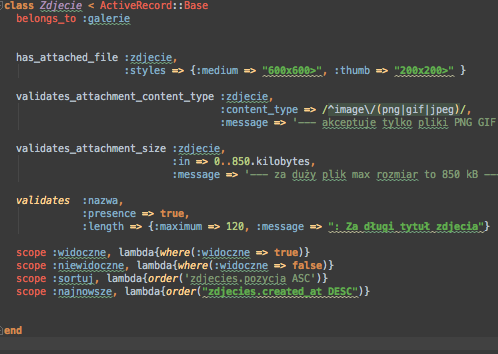 class Zdjecie < ActiveRecord::Base
belongs_to :galerie
has_attached_file :zdjecie,
:styles => {:medium => "600x600>", :thumb => "200x200>" }
validates_attachment_content_type :zdjecie,
:content_type => /^image\/(png|gif|jpeg)/,
:message => '--- akceptuje tylko pliki PNG GIF
validates_attachment_size :zdjecie,
:in => 0..850.kilobytes,
:message => '--- za duży plik max rozmiar to 850 kB ---
validates :nazwa,
:presence => true,
:length => {:maximum => 120, :message => ": Za długi tytuł zdjecia"}
scope :widoczne, lambda{where(:widoczne => true)}
scope :niewidoczne, lambda{where(:widoczne => false)}
scope :sortuj, lambda{order('zdjecies.pozycja ASC')}
scope :najnowsze, lambda{order("zdjecies.created_at DESC")}
end